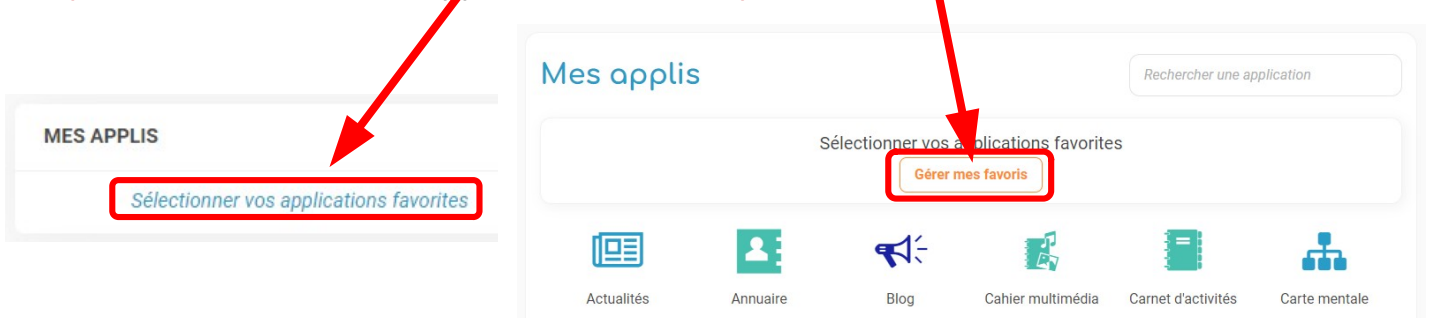 MES APPLIS
Sélectionner vos applications favorites
Mes applis
Rechercher une application
Sélectionner vos applications favorites
Gérer mes favoris
Actualités
Annuaire
Blog
Cahier multimédia
Carnet d'activités
Carte mentale